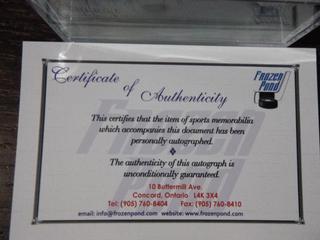 Certificate
of
Authenticity
Frozen
Pond
This certifies that the item of sports memorabilia
which accompanies this document has been
personally autographed.
The authenticity of this autograph is
unconditionally guaranteed.
10 Buttermill Ave.
Concord, Ontario L4K 3X4
Tel: (905) 760-8404 Fax: (905) 760-8410
email: info@frozenpond.com website: www.frozenpond.com
Frozen
Pond